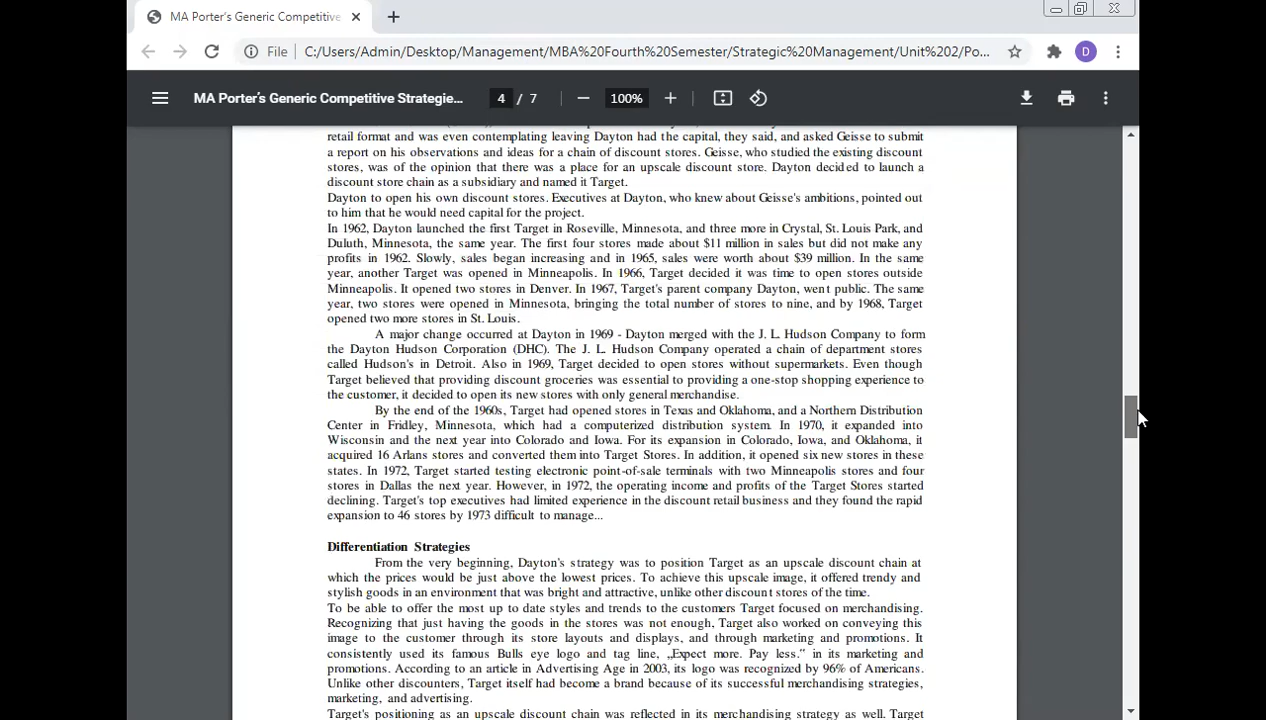 MA Porter's Generic Competitive
File
C:/Users/Admin/Desktop/Management/MBA%20Fourth%20Semester/Strategic%20Management/Unit%202/Po...
D
MA Porter's Generic Competitive Strategie...
4 / 7
100%
retail format and was even contemplating leaving Dayton had the capital, they said, and asked Geisse to submit
a report on his observations and ideas for a chain of discount stores. Geisse, who studied the existing discount
stores, was of the opinion that there was a place for an upscale discount store. Dayton decided to launch a
discount store chain as a subsidiary and named it Target.
Dayton to open his own discount stores. Executives at Dayton, who knew about Geisse's ambitions, pointed out
to him that he would need capital for the project.
In 1962, Dayton launched the first Target in Roseville, Minnesota, and three more in Crystal, St. Louis Park, and
Duluth, Minnesota, the same year. The first four stores made about $11 million in sales but did not make any
profits in 1962. Slowly, sales began increasing and in 1965, sales were worth about $39 million. In the same
year, another Target was opened in Minneapolis. In 1966, Target decided it was time to open stores outside
Minneapolis. It opened two stores in Denver. In 1967, Target's parent company Dayton, went public. The same
year, two stores were opened in Minnesota, bringing the total number of stores to nine, and by 1968, Target
opened two more stores in St. Louis.
A major change occurred at Dayton in 1969 - Dayton merged with the J. L. Hudson Company to form
the Dayton Hudson Corporation (DHC). The J. L. Hudson Company operated a chain of department stores
called Hudson's in Detroit. Also in 1969, Target decided to open stores without supermarkets. Even though
Target believed that providing discount groceries was essential to providing a one-stop shopping experience to
the customer, it decided to open its new stores with only general merchandise.
By the end of the 1960s, Target had opened stores in Texas and Oklahoma, and a Northern Distribution
Center in Fridley, Minnesota, which had a computerized distribution system. In 1970, it expanded into
Wisconsin and the next year into Colorado and Iowa. For its expansion in Colorado, Iowa, and Oklahoma, it
acquired 16 Arlans stores and converted them into Target Stores. In addition, it opened six new stores in these
states. In 1972, Target started testing electronic point-of-sale terminals with two Minneapolis stores and four
stores in Dallas the next year. However, in 1972, the operating income and profits of the Target Stores started
declining. Target's top executives had limited experience in the discount retail business and they found the rapid
expansion to 46 stores by 1973 difficult to manage...
Differentiation Strategies
From the very beginning, Dayton's strategy was to position Target as an upscale discount chain at
which the prices would be just above the lowest prices. To achieve this upscale image, it offered trendy and
stylish goods in an environment that was bright and attractive, unlike other discount stores of the time.
To be able to offer the most up to date styles and trends to the customers Target focused on merchandising.
Recognizing that just having the goods in the stores was not enough, Target also worked on conveying this
image to the customer through its store layouts and displays, and through marketing and promotions. It
consistently used its famous Bulls eye logo and tag line, „Expect more. Pay less." in its marketing and
promotions. According to an article in Advertising Age in 2003, its logo was recognized by 96% of Americans.
Unlike other discounters, Target itself had become a brand because of its successful merchandising strategies,
marketing, and advertising.
Target's positioning as an upscale discount chain was reflected in its merchandising strategy as well. Target